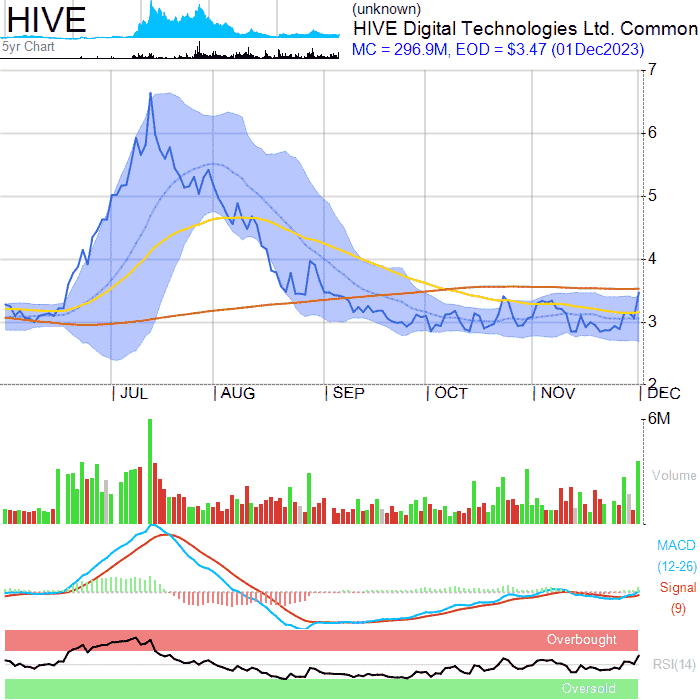 HIVE
5yr Chart
(unknown)
HIVE Digital Technologies Ltd. Common
MC = 296.9M, EOD = $3.47 (01Dec2023)
7
6
5
4
3
2
JUL AUG SEP OCT NOV DEC
6M
Volume
MACD
(12-26)
Signal
(9)
Overbought
RSI(14)
Oversold